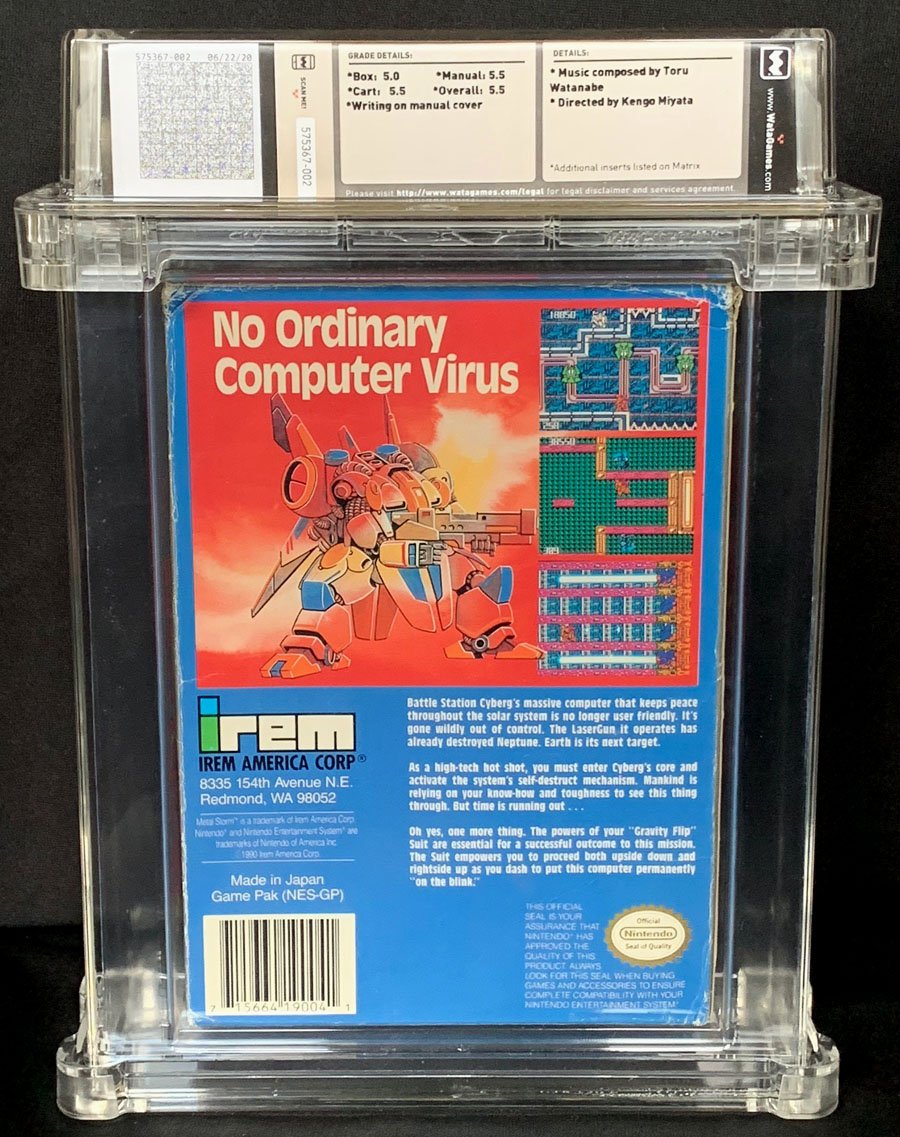 575367-002 06/22/20
SCAN ME!
575367-002
GRADE DETAILS:
*Box: 5.0 *Manual: 5.5
*Cart: 5.5 *Overall: 5.5
*Writing on manual cover
DETAILS:
* Music composed by Toru
Watanabe
* Directed by Kengo Miyata
*Additional inserts listed on Matrix
www.WataGames.com
Please visit http://www.watagames.com/legal for legal disclaimer and services agreement.
No Ordinary
Computer Virus
18850
250
38550
389
irem
IREM AMERICA CORP®
8335 154th Avenue N.E.
Redmond, WA 98052
Metal Storm™ is a trademark of Irem America Corp.
Nintendo® and Nintendo Entertainment System® are
trademarks of Nintendo of America Inc.
©1990 Irem America Corp.
Made in Japan
Game Pak (NES-GP)
7 15664 19004 1
Battle Station Cyberg's massive computer that keeps peace
throughout the solar system is no longer user friendly. It's
gone wildly out of control. The LaserGun it operates has
already destroyed Neptune. Earth is its next target.
As a high-tech hot shot, you must enter Cyberg's core and
activate the system's self-destruct mechanism. Mankind is
relying on your know-how and toughness to see this thing
through. But time is running out . . .
Oh yes, one more thing. The powers of your "Gravity Flip"
Suit are essential for a successful outcome to this mission.
The Suit empowers you to proceed both upside down and
rightside up as you dash to put this computer permanently
"on the blink."
THIS OFFICIAL
SEAL IS YOUR
ASSURANCE THAT
NINTENDO® HAS
APPROVED THE
QUALITY OF THIS
PRODUCT. ALWAYS
LOOK FOR THIS SEAL WHEN BUYING
GAMES AND ACCESSORIES TO ENSURE
COMPLETE COMPATIBILITY WITH YOUR
NINTENDO ENTERTAINMENT SYSTEM®
Official
Nintendo
Seal of Quality